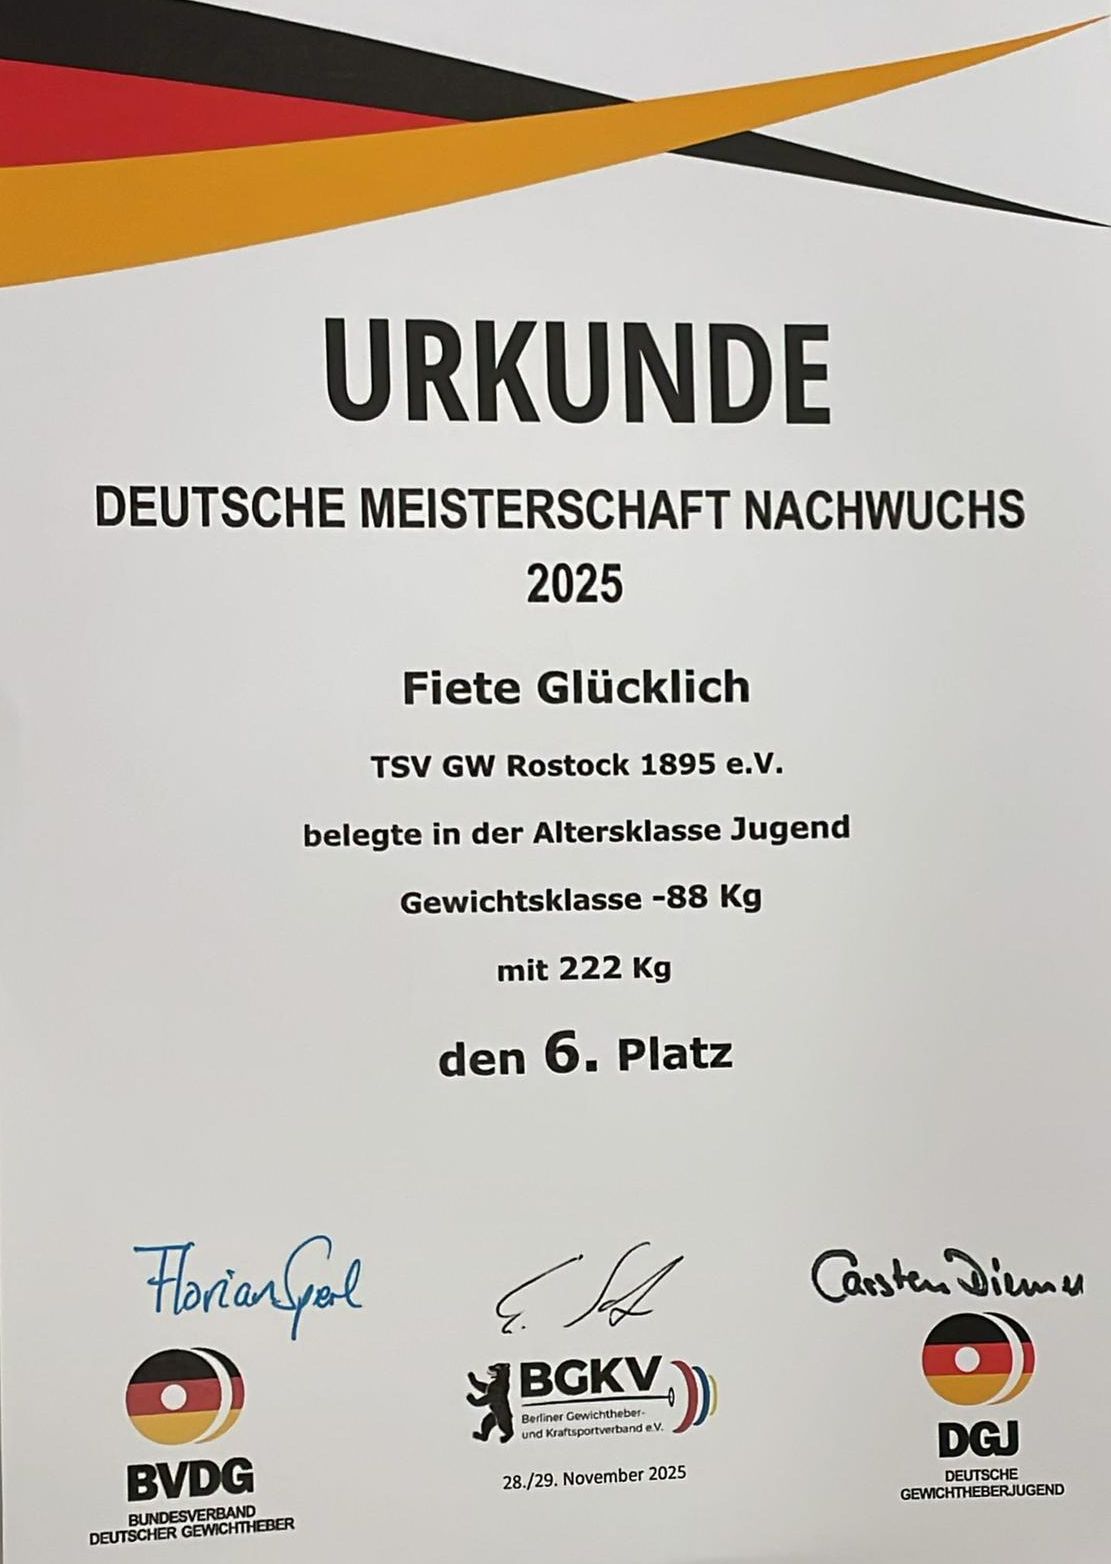 URKUNDE
DEUTSCHE MEISTERSCHAFT NACHWUCHS
2025
Fiete Glücklich
TSV GW Rostock 1895 e.V.
belegte in der Altersklasse Jugend
Gewichtsklasse -88 Kg
mit 222 Kg
den 6. Platz
Florian Sperl
E.
Carsten Diemer
BVDG
BUNDESVERBAND
DEUTSCHER GEWICHTHEBER
BGKV
Berliner Gewichtheber-
und Kraftsportverband e.V.
28./29. November 2025
DGJ
DEUTSCHE
GEWICHTHEBERJUGEND